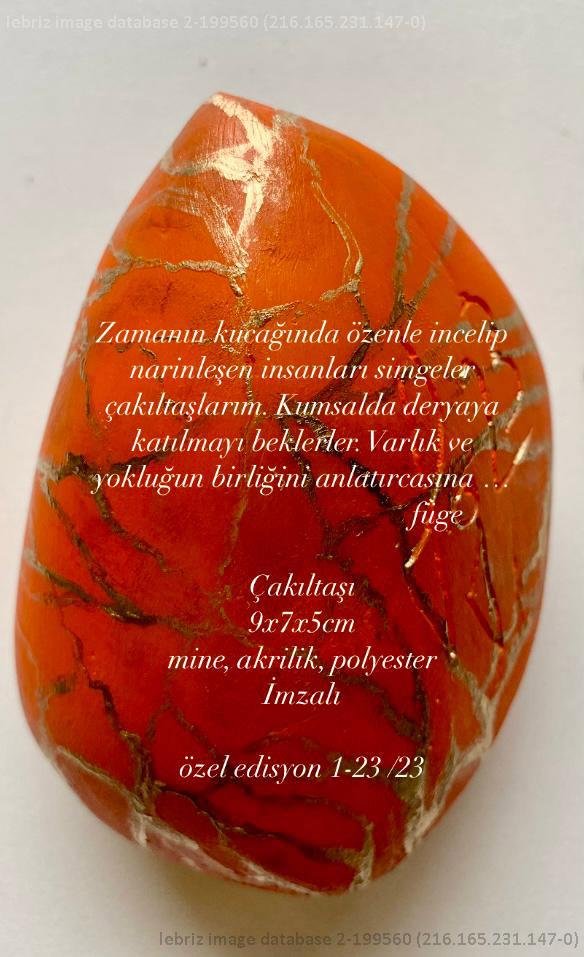 lebriz image database 2-199560 (216.165.231.147-0)
Zamanın kucağında özenle incelip
narinleşen insanları simgeler
çakıltaşlarım. Kumsalda deryaya
katılmayı beklerler. Varlık ve
yokluğun birliğini anlatırcasına ...
füge
Çakıltaşı
9x7x5cm
mine, akrilik, polyester
İmzalı
özel edisyon 1-23 /23
lebriz image database 2-199560 (216.165.231.147-0)